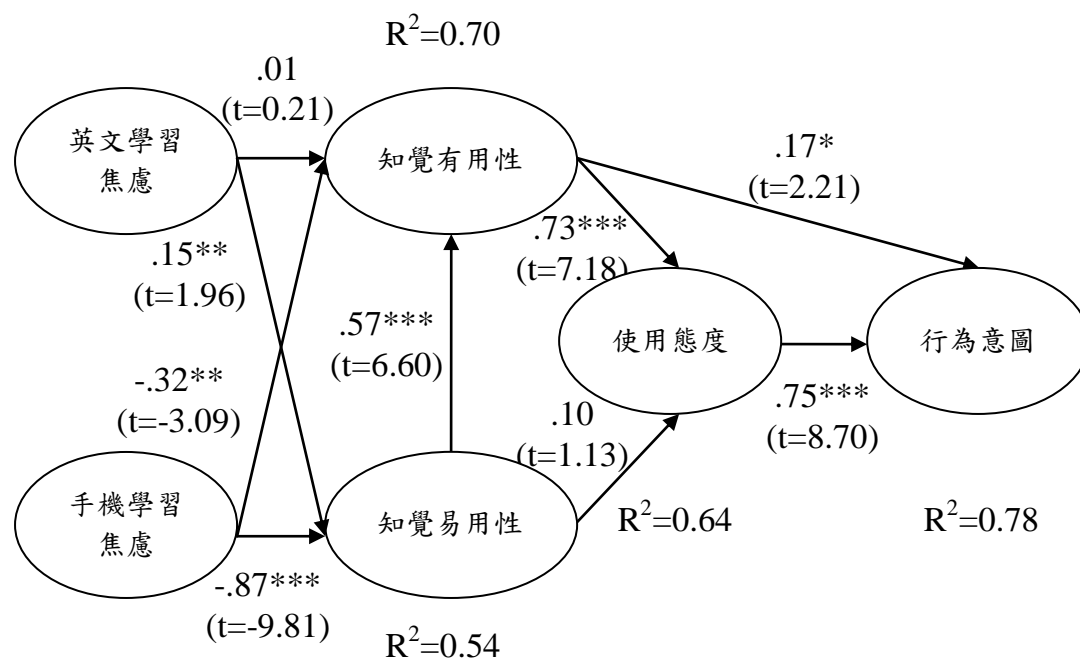 R²=0.70
.01
(t=0.21)
英文學習
焦慮
知覺有用性
.17*
(t=2.21)
.73***
(t=7.18)
.15**
(t=1.96)
.57***
(t=6.60)
使用態度
行為意圖
-.32**
(t=-3.09)
.75***
(t=8.70)
.10
(t=1.13)
手機學習
焦慮
知覺易用性
R²=0.64
R²=0.78
-.87***
(t=-9.81)
R²=0.54